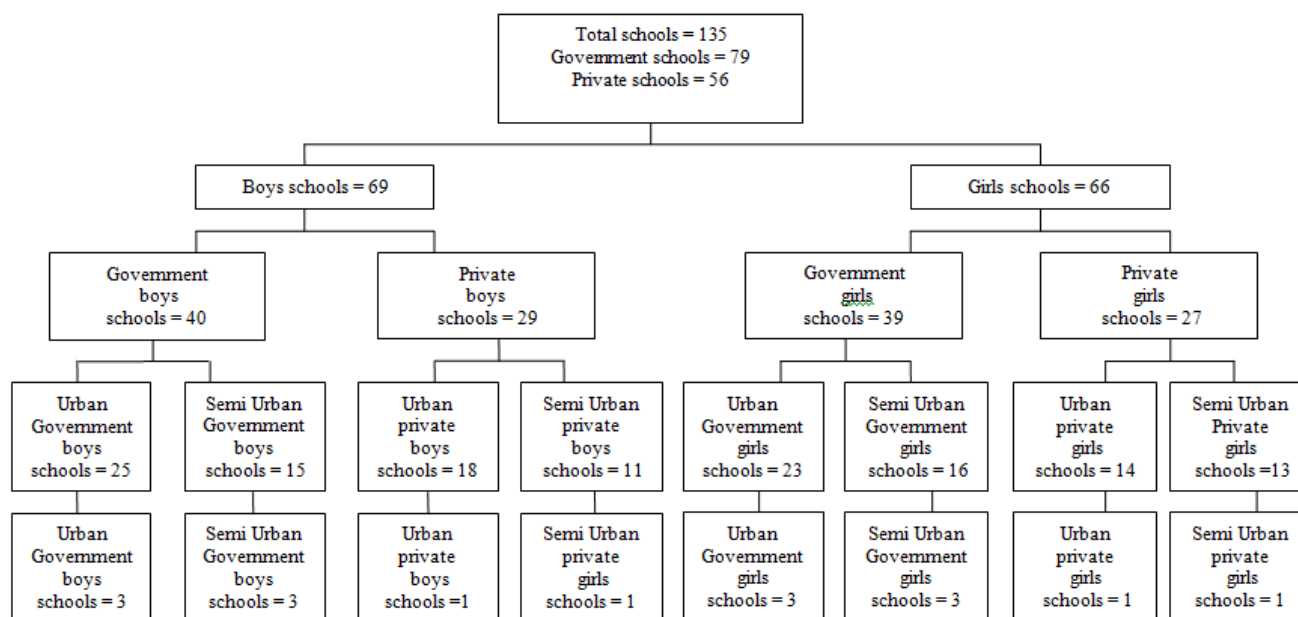 Total schools = 135
Government schools = 79
Private schools = 56
Boys schools = 69
Girls schools = 66
Government
boys
schools = 40
Private
boys
schools = 29
Government
girls
schools = 39
Private
girls
schools = 27
Urban
Government
boys
schools = 25
Semi Urban
Government
boys
schools = 15
Urban
private
boys
schools = 18
Semi Urban
private
boys
schools = 11
Urban
Government
girls
schools = 23
Semi Urban
Government
girls
schools = 16
Urban
private
girls
schools = 14
Semi Urban
Private
girls
schools =13
Urban
Government
boys
schools = 3
Semi Urban
Government
boys
schools = 3
Urban
private
boys
schools =1
Semi Urban
private
girls
schools = 1
Urban
Government
girls
schools = 3
Semi Urban
Government
girls
schools = 3
Urban
private
girls
schools = 1
Semi Urban
private
girls
schools = 1